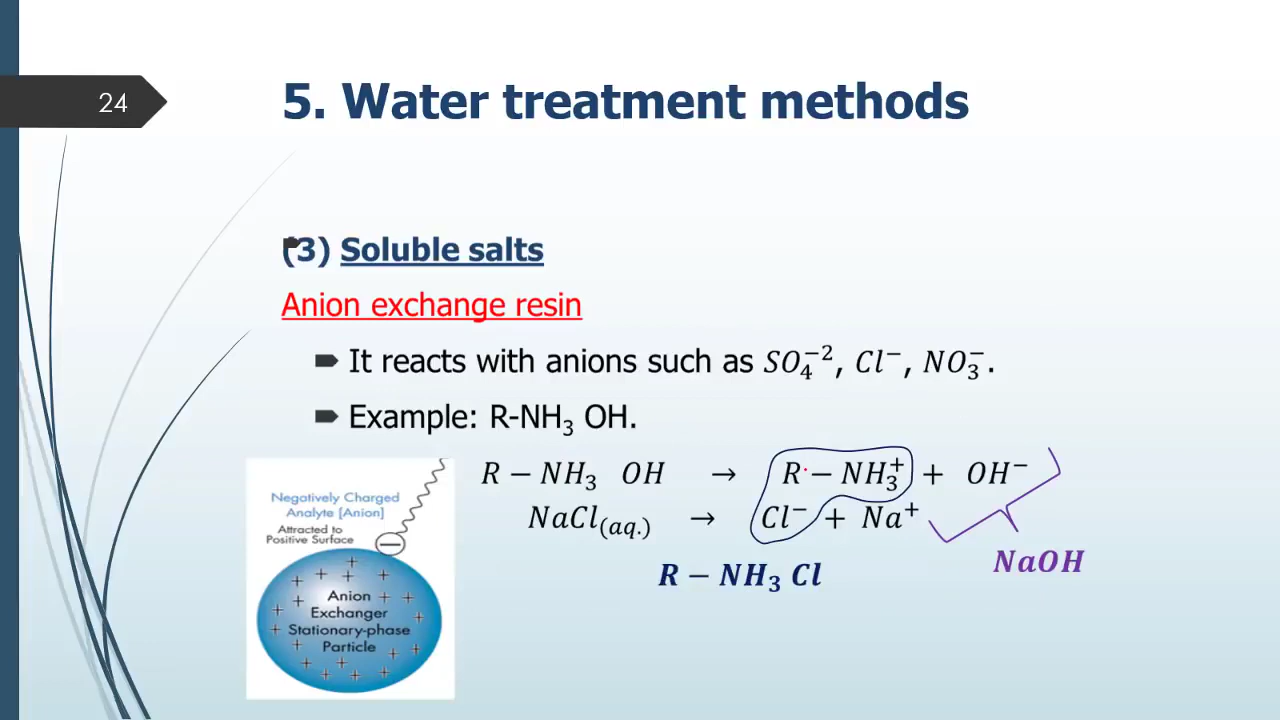 24
5. Water treatment methods
(3) Soluble salts
Anion exchange resin
It reacts with anions such as SO₄⁻², Cl⁻, NO₃⁻.
Example: R-NH₃ OH.
R − NH₃ OH → R − NH₃⁺ + OH⁻
NaCl₍aq.₎ → Cl⁻ + Na⁺
NaOH
R − NH₃ Cl
Negatively Charged
Analyte [Anion]
Attracted to
Positive Surface
Anion
Exchanger
Stationary-phase
Particle